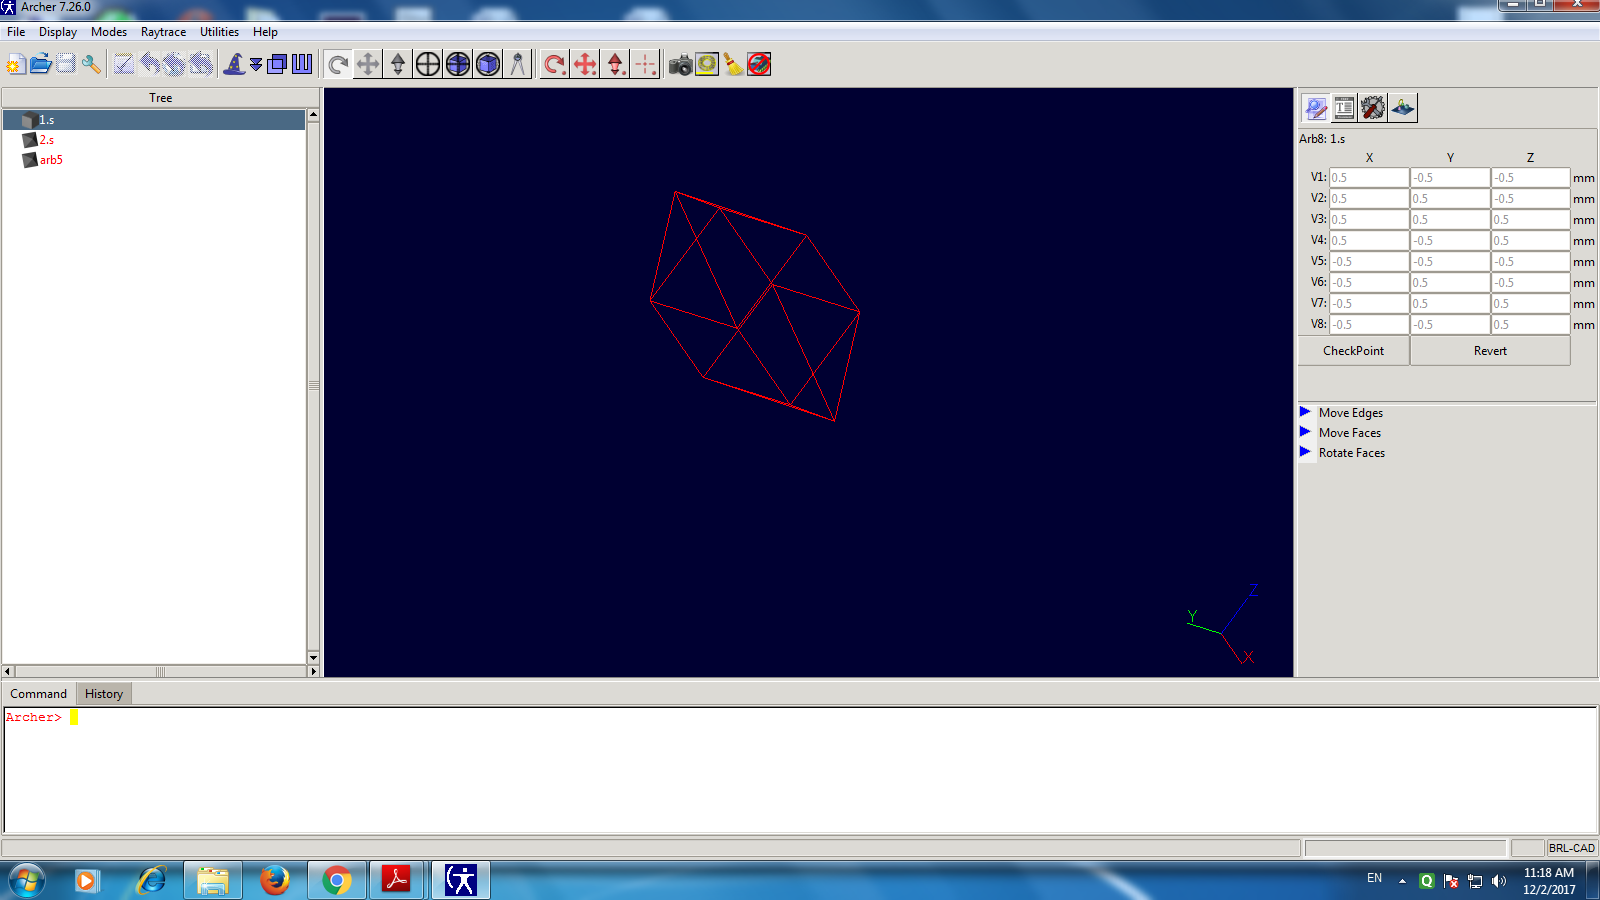 Archer 7.26.0
File Display Modes Raytrace Utilities Help
Tree
1.s
2.s
arb5
Z
Y
X
Arb8: 1.s
X Y Z
V1: 0.5 -0.5 -0.5 mm
V2: 0.5 0.5 -0.5 mm
V3: 0.5 0.5 0.5 mm
V4: 0.5 -0.5 0.5 mm
V5: -0.5 -0.5 -0.5 mm
V6: -0.5 0.5 -0.5 mm
V7: -0.5 0.5 0.5 mm
V8: -0.5 -0.5 0.5 mm
CheckPoint Revert
Move Edges
Move Faces
Rotate Faces
Command History
Archer>
BRL-CAD
EN
11:18 AM
12/2/2017